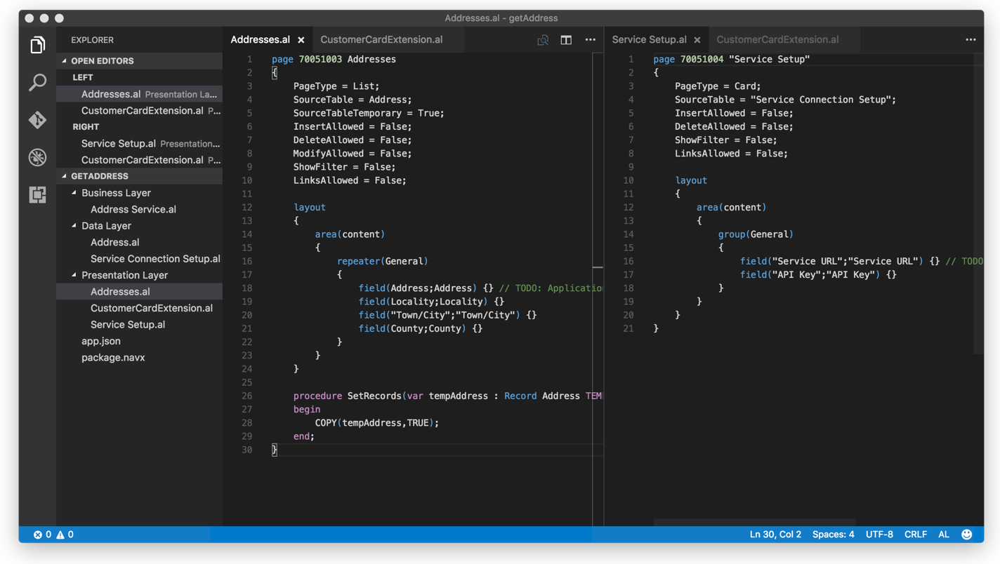 Addresses.al - getAddress
EXPLORER
OPEN EDITORS
LEFT
Addresses.al Presentation La...
CustomerCardExtension.al P...
RIGHT
Service Setup.al Presentation...
CustomerCardExtension.al P...
GETADDRESS
Business Layer
Address Service.al
Data Layer
Address.al
Service Connection Setup.al
Presentation Layer
Addresses.al
CustomerCardExtension.al
Service Setup.al
app.json
package.navx
Addresses.al CustomerCardExtension.al
1 page 70051003 Addresses
2 {
3 PageType = List;
4 SourceTable = Address;
5 SourceTableTemporary = True;
6 InsertAllowed = False;
7 DeleteAllowed = False;
8 ModifyAllowed = False;
9 ShowFilter = False;
10 LinksAllowed = False;
11
12 layout
13 {
14 area(content)
15 {
16 repeater(General)
17 {
18 field(Address;Address) {} // TODO: Applicatio
19 field(Locality;Locality) {}
20 field("Town/City";"Town/City") {}
21 field(County;County) {}
22 }
23 }
24 }
25
26 procedure SetRecords(var tempAddress : Record Address TEM
27 begin
28 COPY(tempAddress,TRUE);
29 end;
30 }
Service Setup.al CustomerCardExtension.al
1 page 70051004 "Service Setup"
2 {
3 PageType = Card;
4 SourceTable = "Service Connection Setup";
5 InsertAllowed = False;
6 DeleteAllowed = False;
7 ShowFilter = False;
8 LinksAllowed = False;
9
10 layout
11 {
12 area(content)
13 {
14 group(General)
15 {
16 field("Service URL";"Service URL") {} // TODO
17 field("API Key";"API Key") {}
18 }
19 }
20 }
21 }
0 0 Ln 30, Col 2 Spaces: 4 UTF-8 CRLF AL